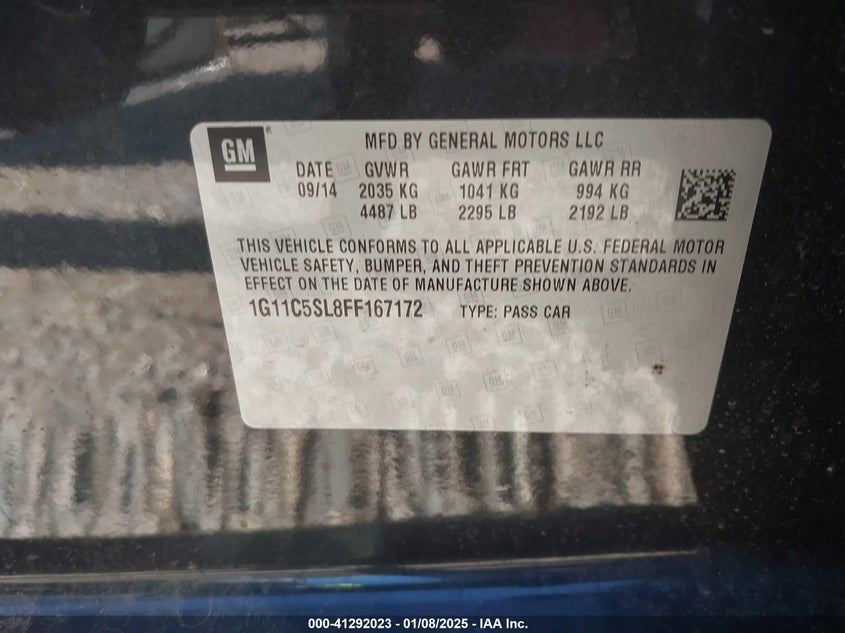 GM
MFD BY GENERAL MOTORS LLC
DATE GVWR GAWR FRT GAWR RR
09/14 2035 KG 1041 KG 994 KG
4487 LB 2295 LB 2192 LB
THIS VEHICLE CONFORMS TO ALL APPLICABLE U.S. FEDERAL MOTOR
VEHICLE SAFETY, BUMPER, AND THEFT PREVENTION STANDARDS IN
EFFECT ON THE DATE OF MANUFACTURE SHOWN ABOVE.
1G11C5SL8FF167172 TYPE: PASS CAR
000-41292023 - 01/08/2025 - IAA Inc.